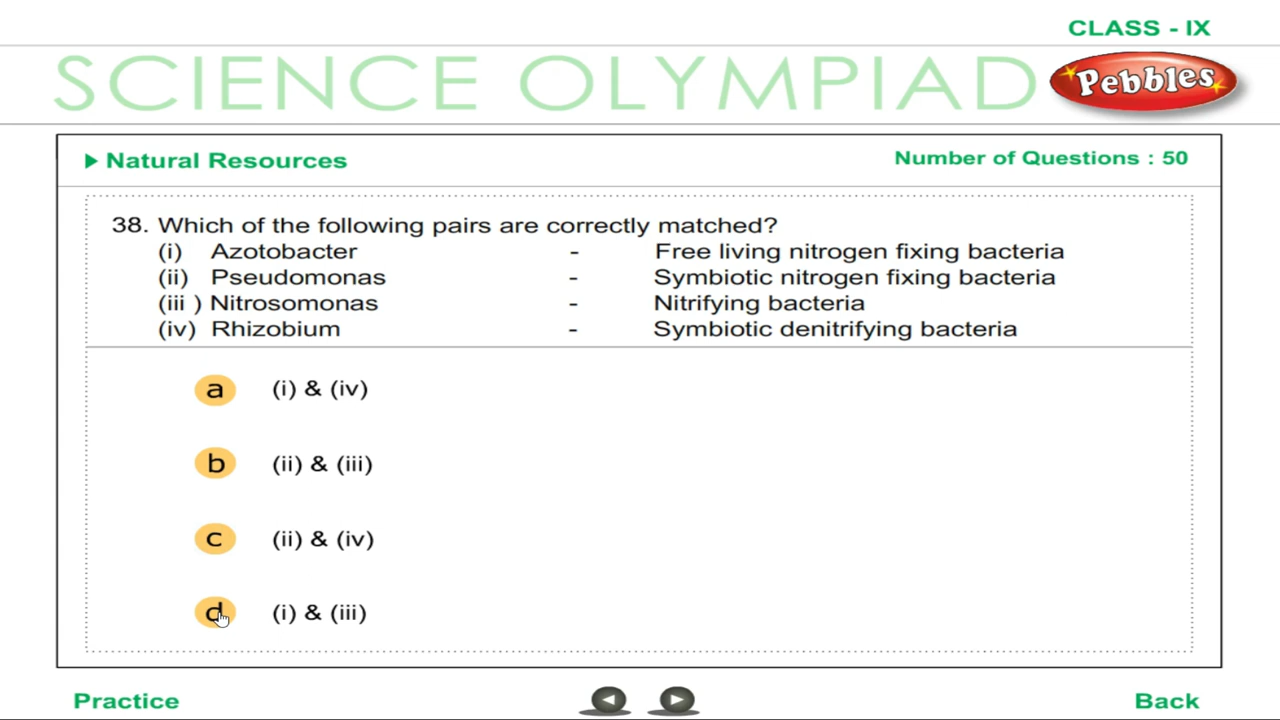 CLASS - IX
SCIENCE OLYMPIAD
Pebbles
Natural Resources
Number of Questions : 50
38. Which of the following pairs are correctly matched?
(i) Azotobacter - Free living nitrogen fixing bacteria
(ii) Pseudomonas - Symbiotic nitrogen fixing bacteria
(iii ) Nitrosomonas - Nitrifying bacteria
(iv) Rhizobium - Symbiotic denitrifying bacteria
a (i) & (iv)
b (ii) & (iii)
c (ii) & (iv)
d (i) & (iii)
Practice
Back